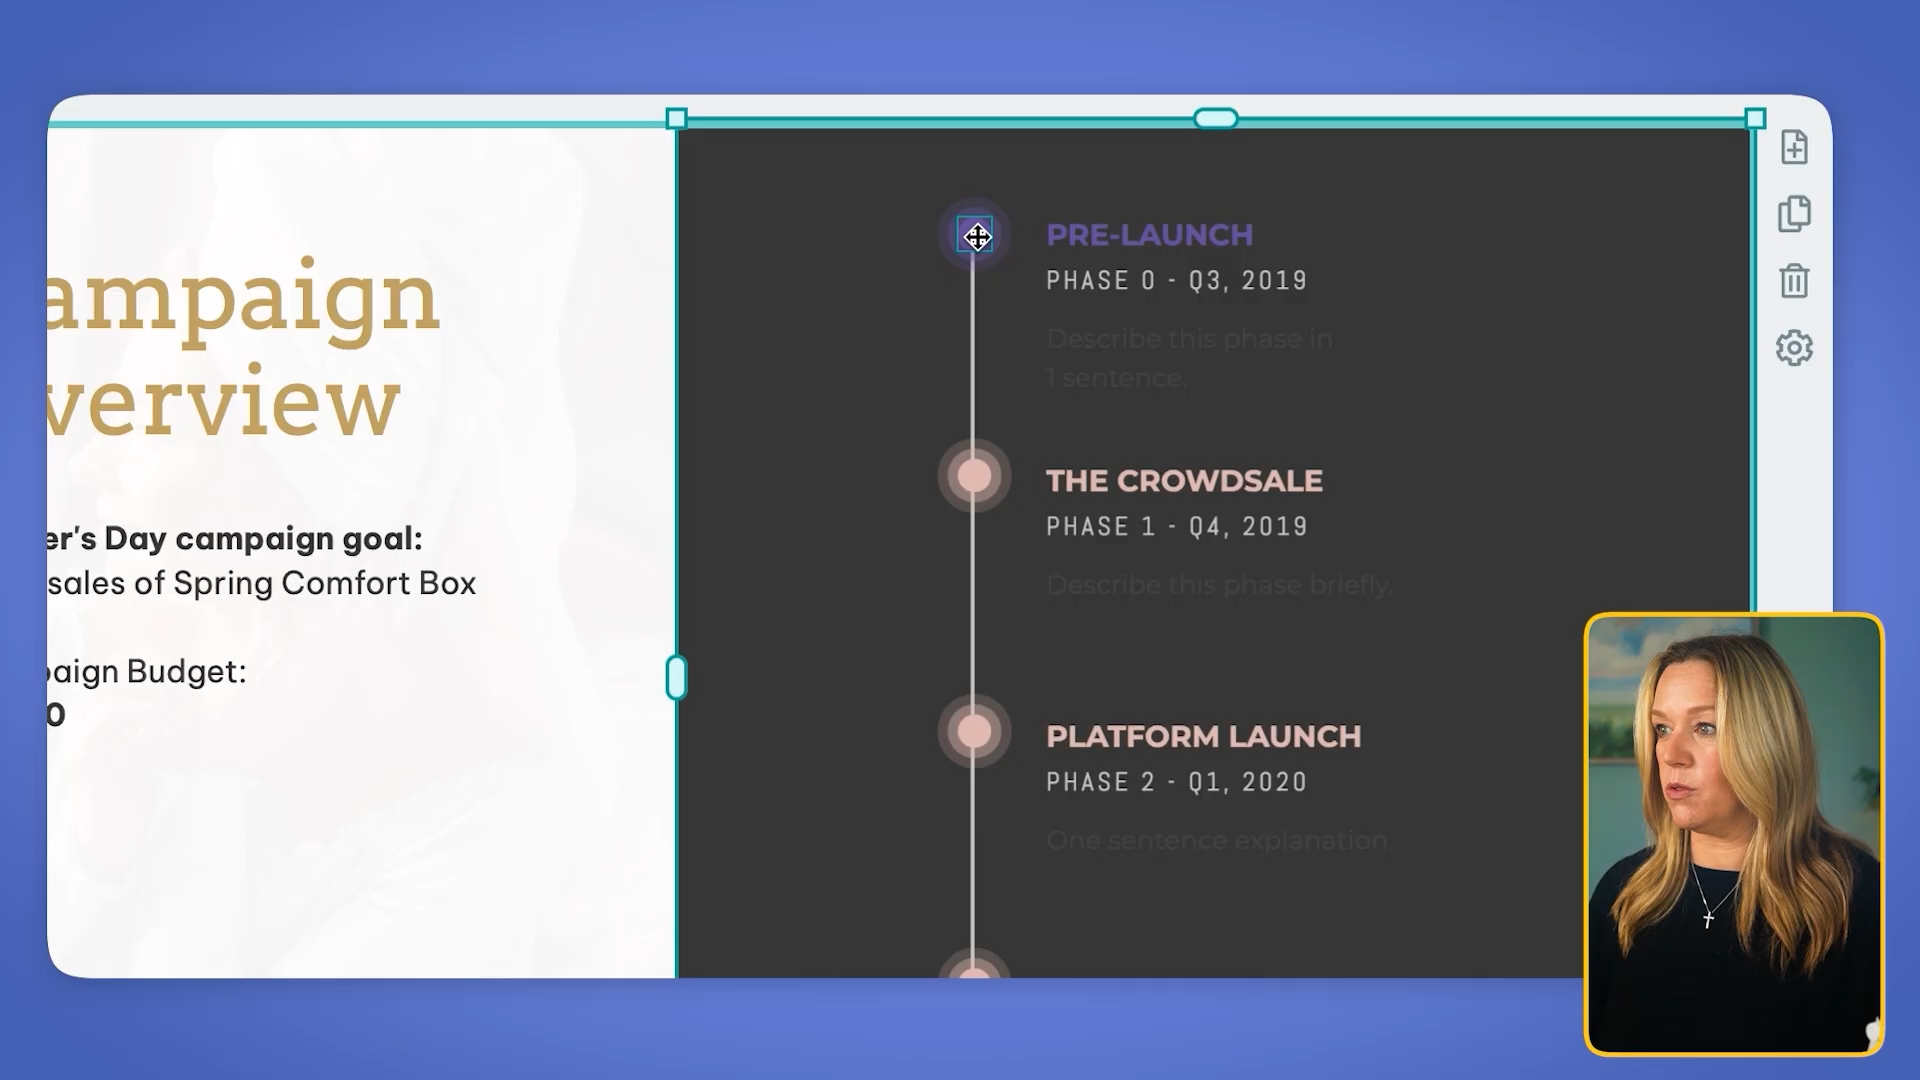 ampaign
verview
er's Day campaign goal:
sales of Spring Comfort Box
paign Budget:
0
PRE-LAUNCH
PHASE 0 - Q3, 2019
Describe this phase in
1 sentence.
THE CROWDSALE
PHASE 1 - Q4, 2019
Describe this phase briefly.
PLATFORM LAUNCH
PHASE 2 - Q1, 2020
One sentence explanation.